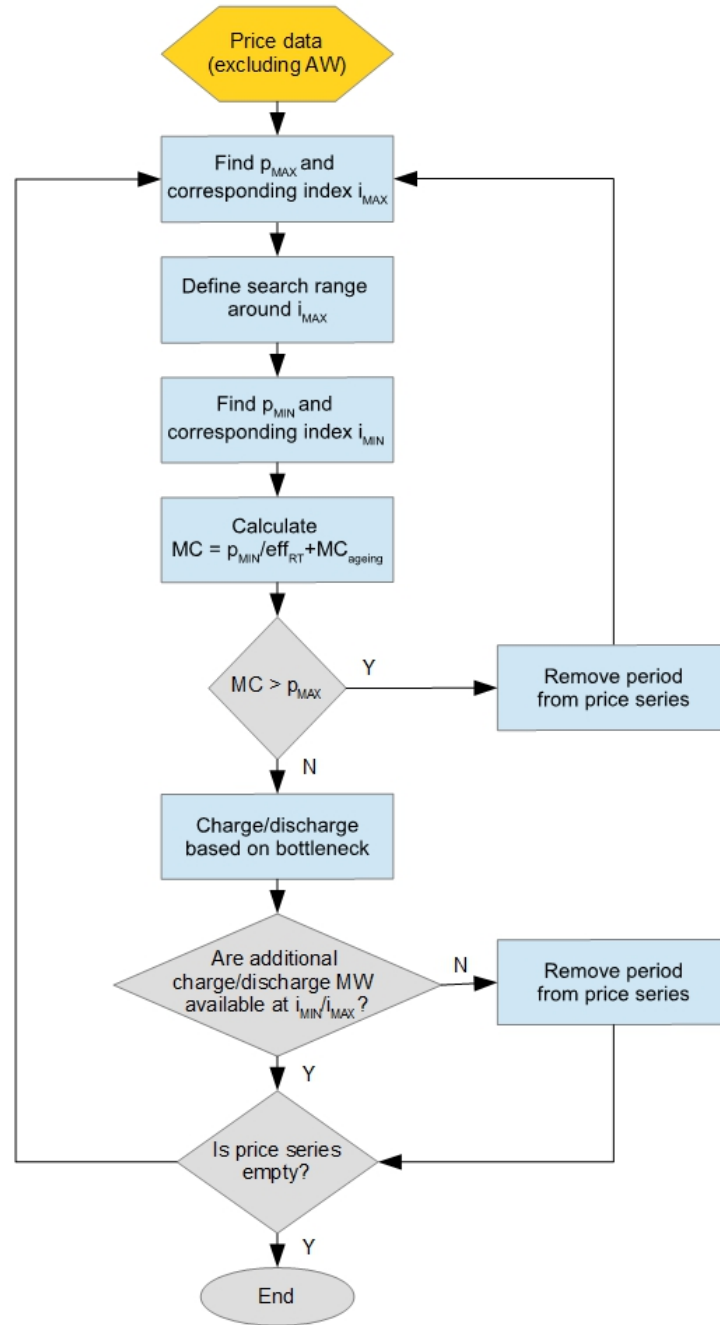 Price data
(excluding AW)
Find pMAX and
corresponding index iMAX
Define search range
around iMAX
Find pMIN and
corresponding index iMIN
Calculate
MC = pMIN/effRT+MCageing
MC > pMAX
Y
Remove period
from price series
N
Charge/discharge
based on bottleneck
Are additional
charge/discharge MW
available at iMIN/iMAX?
N
Remove period
from price series
Y
Is price series
empty?
Y
End